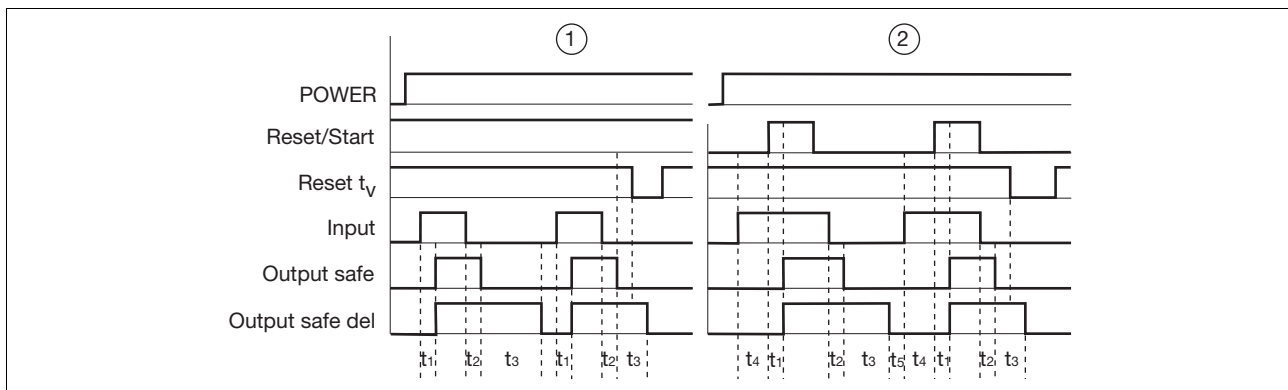 ① ②
POWER
Reset/Start
Reset tv
Input
Output safe
Output safe del
t1 t2 t3 t1 t2 t3 t4 t1 t2 t3 t5 t4 t1 t2 t3